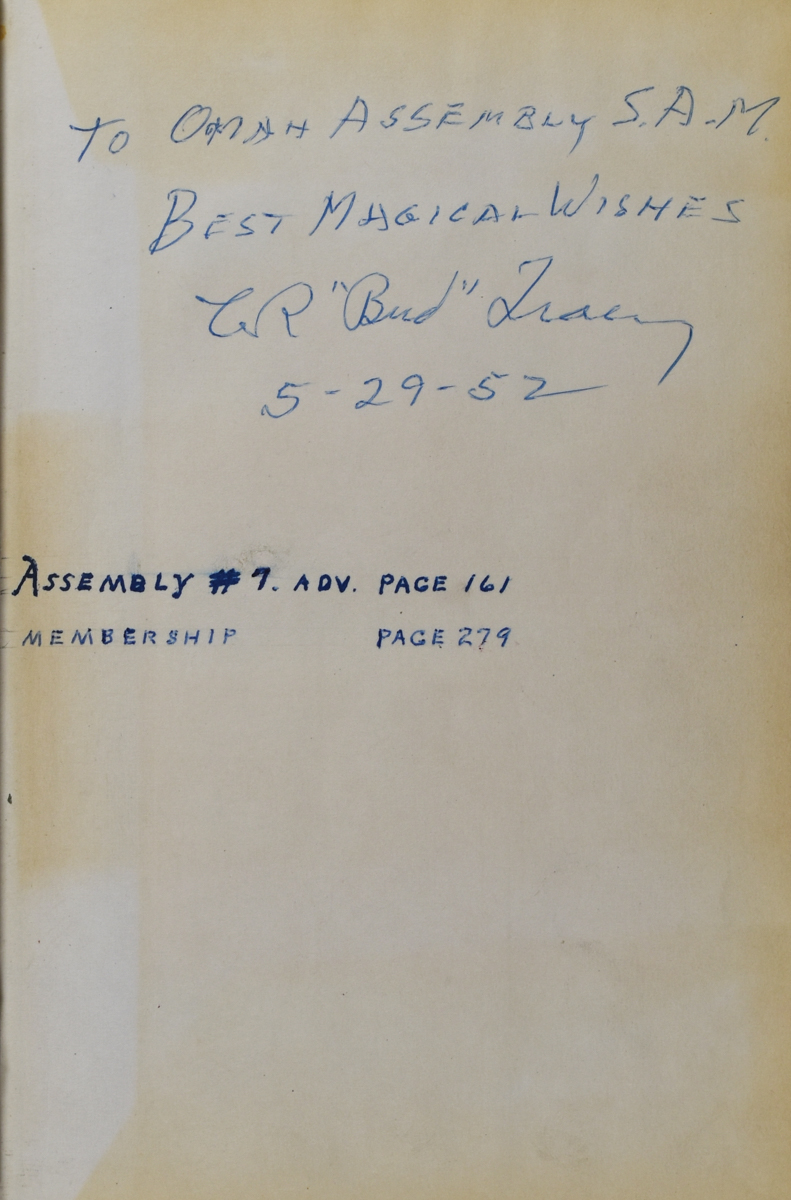 To OMAH ASSEMBLY S.A.M.
BEST MAGICAL WISHES
"Bud" Tracy
5-29-52
ASSEMBLY # 7. ADV. PAGE 161
MEMBERSHIP PAGE 279